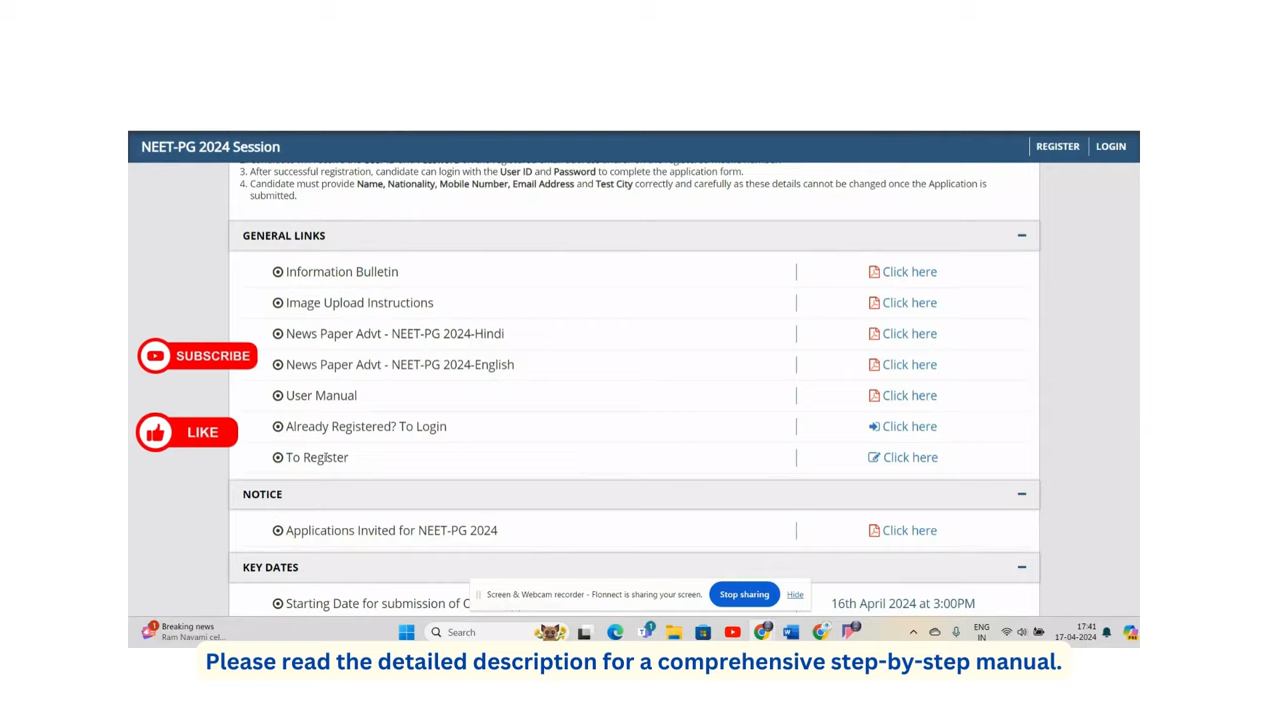 NEET-PG 2024 Session
REGISTER
LOGIN
3. After successful registration, candidate can login with the User ID and Password to complete the application form.
4. Candidate must provide Name, Nationality, Mobile Number, Email Address and Test City correctly and carefully as these details cannot be changed once the Application is
submitted.
GENERAL LINKS
Information Bulletin
Click here
Image Upload Instructions
Click here
News Paper Advt - NEET-PG 2024-Hindi
Click here
SUBSCRIBE
News Paper Advt - NEET-PG 2024-English
Click here
User Manual
Click here
LIKE
Already Registered? To Login
Click here
To Register
Click here
NOTICE
Applications Invited for NEET-PG 2024
Click here
KEY DATES
Starting Date for submission of
16th April 2024 at 3:00PM
Screen & Webcam recorder - Flonnect is sharing your screen.
Stop sharing
Hide
Breaking news
Ram Navami cel...
Search
ENG
IN
17:41
17-04-2024
Please read the detailed description for a comprehensive step-by-step manual.